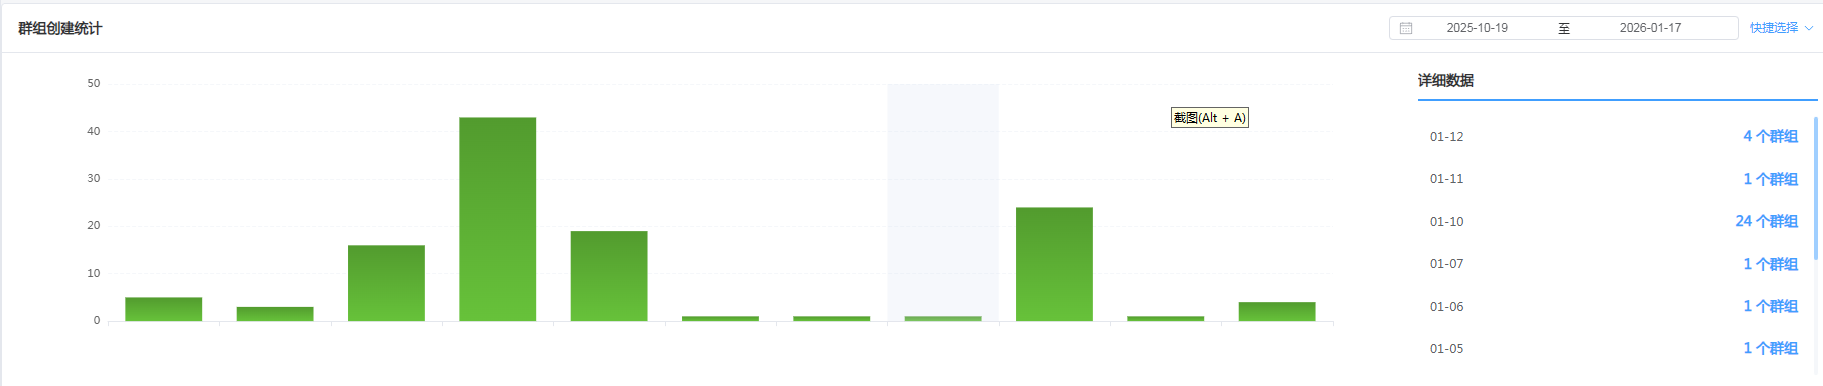 群组创建统计
2025-10-19 至 2026-01-17 快捷选择
50
40
30
20
10
0
截图(Alt + A)
详细数据
01-12 4 个群组
01-11 1 个群组
01-10 24 个群组
01-07 1 个群组
01-06 1 个群组
01-05 1 个群组